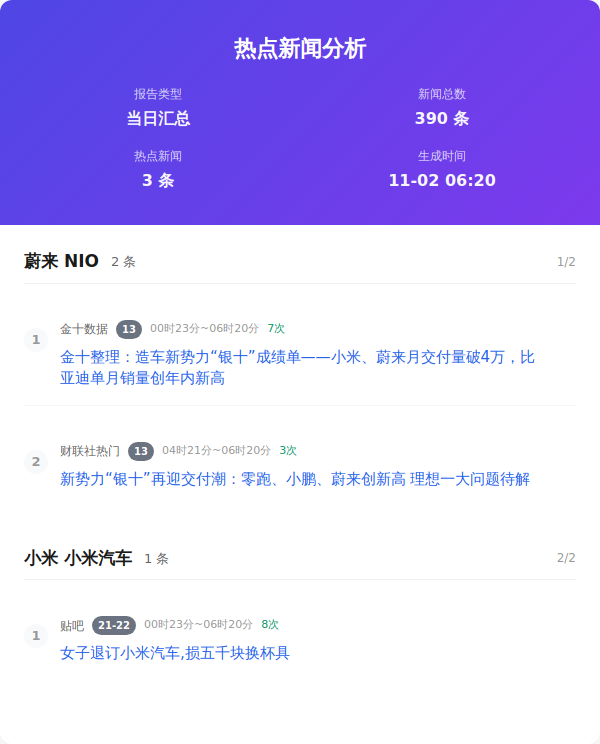 热点新闻分析
报告类型
新闻总数
当日汇总
390 条
热点新闻
生成时间
3 条
11-02 06:20
蔚来 NIO 2 条 1/2
1
金十数据 13 00时23分~06时20分 7次
金十整理：造车新势力“银十”成绩单——小米、蔚来月交付量破4万，比
亚迪单月销量创年内新高
2
财联社热门 13 04时21分~06时20分 3次
新势力“银十”再迎交付潮：零跑、小鹏、蔚来创新高 理想一大问题待解
小米 小米汽车 1 条 2/2
1
贴吧 21-22 00时23分~06时20分 8次
女子退订小米汽车,损五千块换杯具